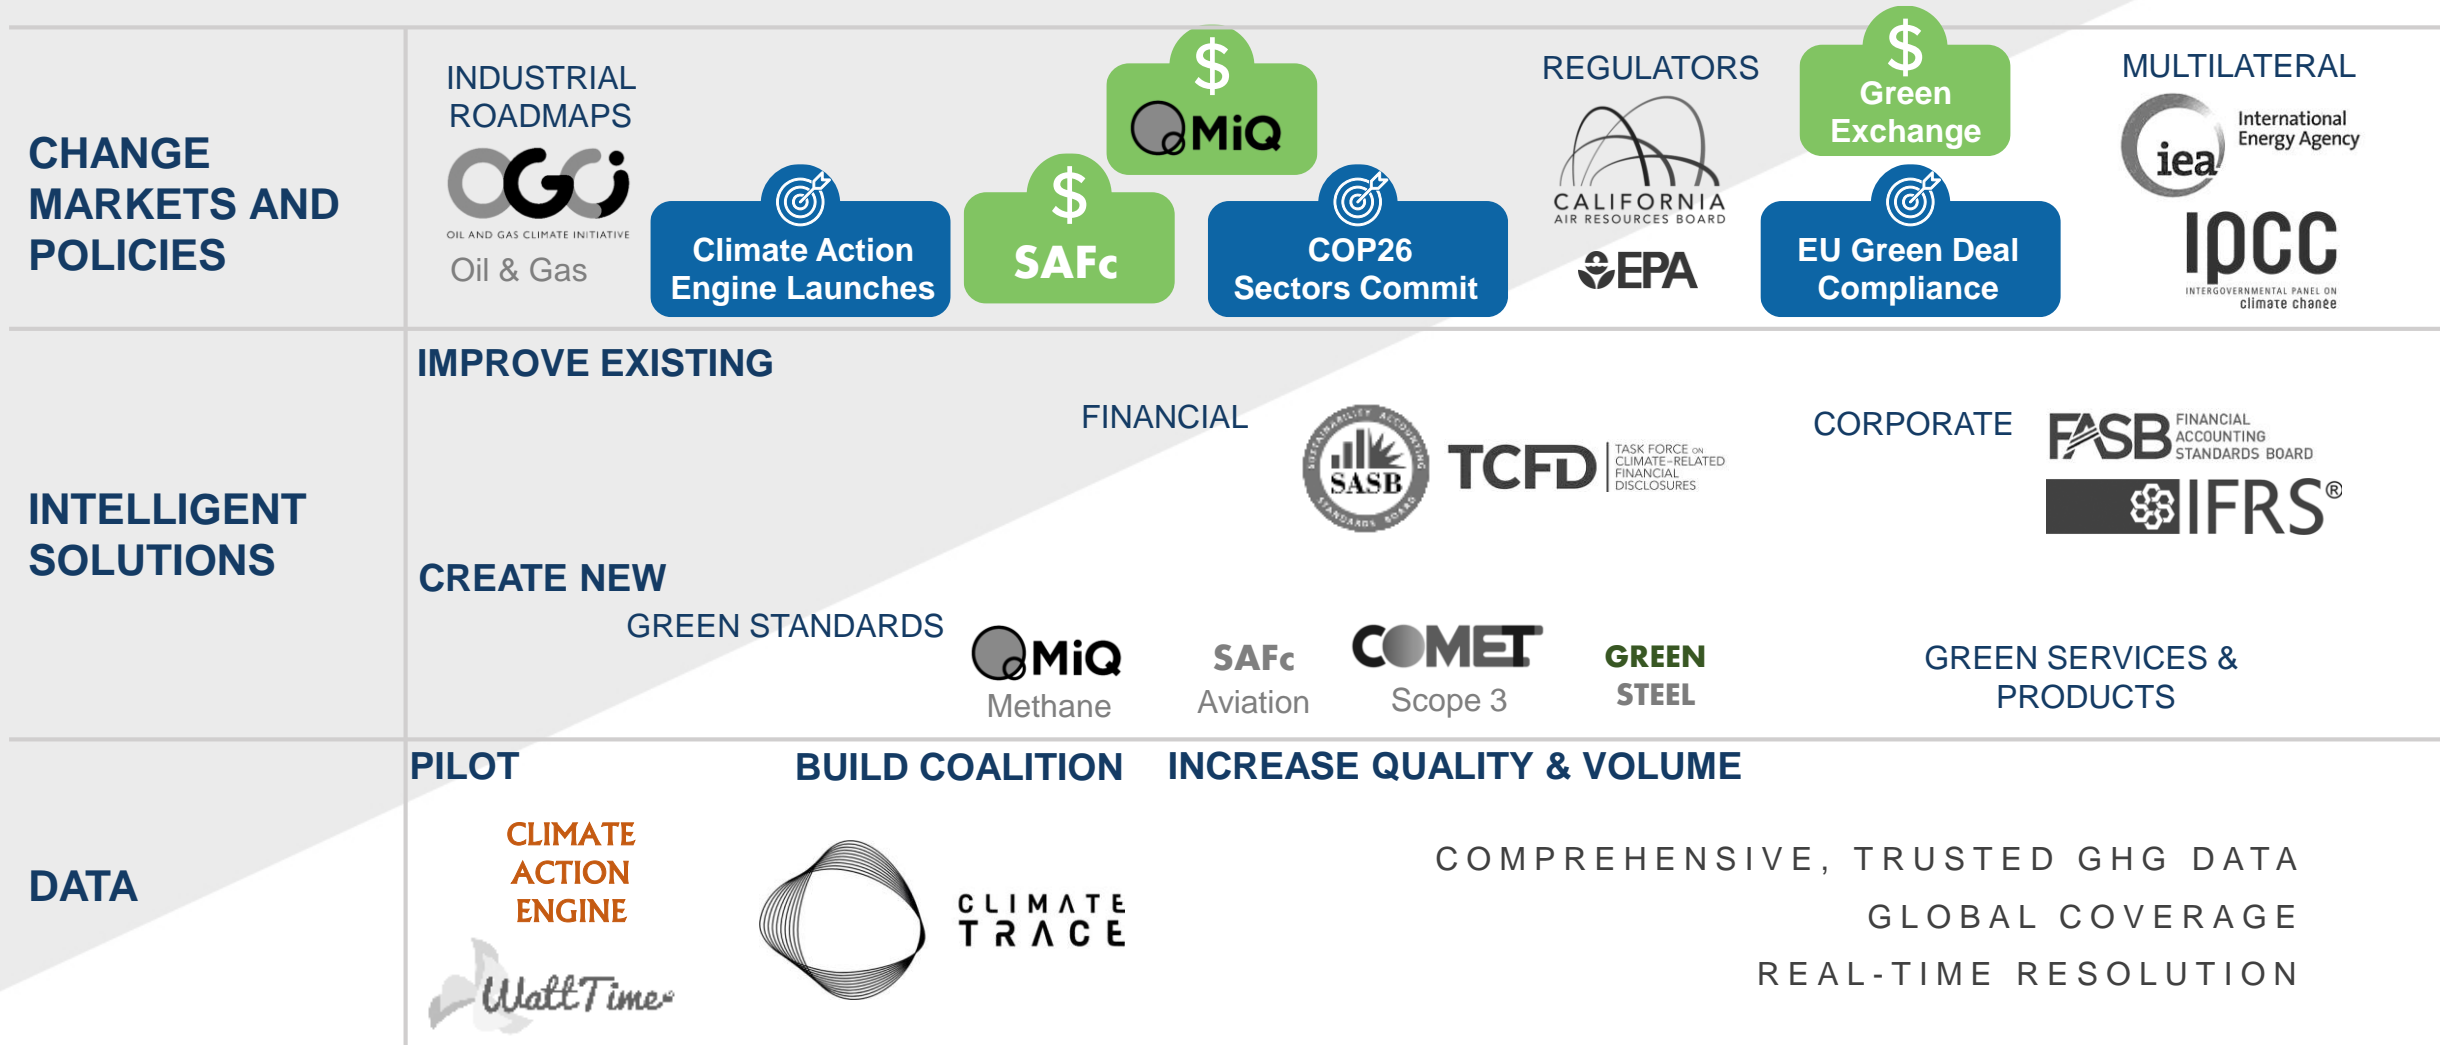 CHANGE
MARKETS AND
POLICIES
INDUSTRIAL
ROADMAPS
OGCi
OIL AND GAS CLIMATE INITIATIVE
Oil & Gas
Climate Action
Engine Launches
$
SAFc
$
MiQ
COP26
Sectors Commit
REGULATORS
CALIFORNIA
AIR RESOURCES BOARD
EPA
$
Green
Exchange
EU Green Deal
Compliance
MULTILATERAL
iea
International
Energy Agency
ipcc
INTERGOVERNMENTAL PANEL ON
climate change
INTELLIGENT
SOLUTIONS
IMPROVE EXISTING
FINANCIAL
SUSTAINABILITY ACCOUNTING
SASB
STANDARDS BOARD
TCFD
TASK FORCE ON
CLIMATE-RELATED
FINANCIAL
DISCLOSURES
CORPORATE
FASB
FINANCIAL
ACCOUNTING
STANDARDS BOARD
IFRS®
CREATE NEW
GREEN STANDARDS
MiQ
Methane
SAFc
Aviation
COMET
Scope 3
GREEN
STEEL
GREEN SERVICES &
PRODUCTS
DATA
PILOT
CLIMATE
ACTION
ENGINE
WattTime
BUILD COALITION
CLIMATE
TRACE
INCREASE QUALITY & VOLUME
COMPREHENSIVE, TRUSTED GHG DATA
GLOBAL COVERAGE
REAL-TIME RESOLUTION